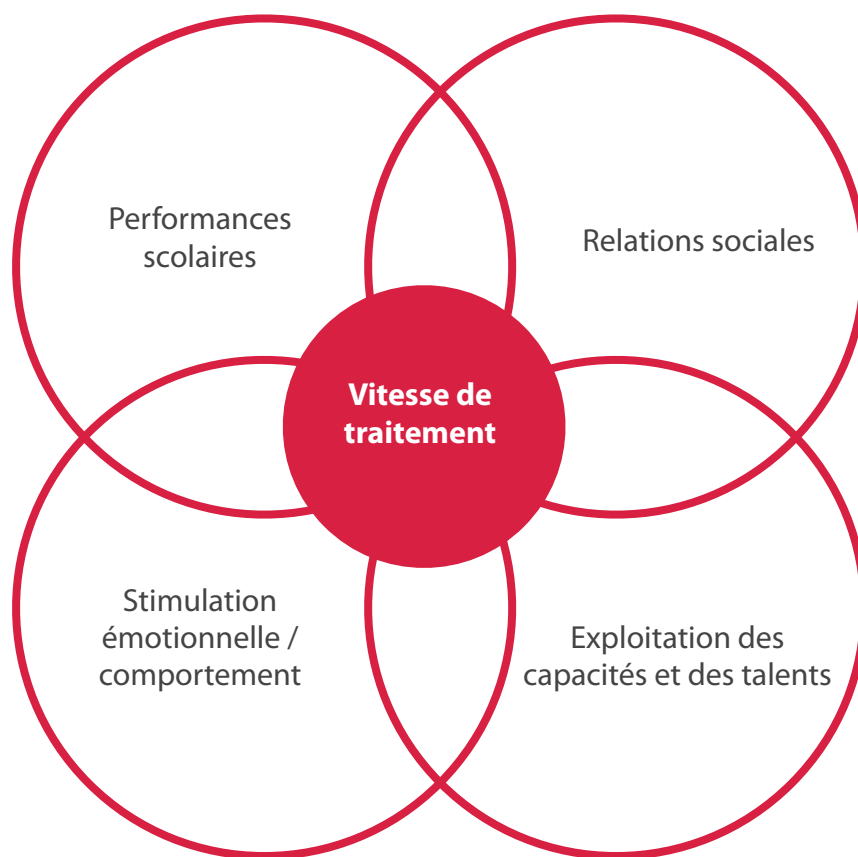 Performances
scolaires
Relations sociales
Vitesse de
traitement
Stimulation
émotionnelle /
comportement
Exploitation des
capacités et des talents